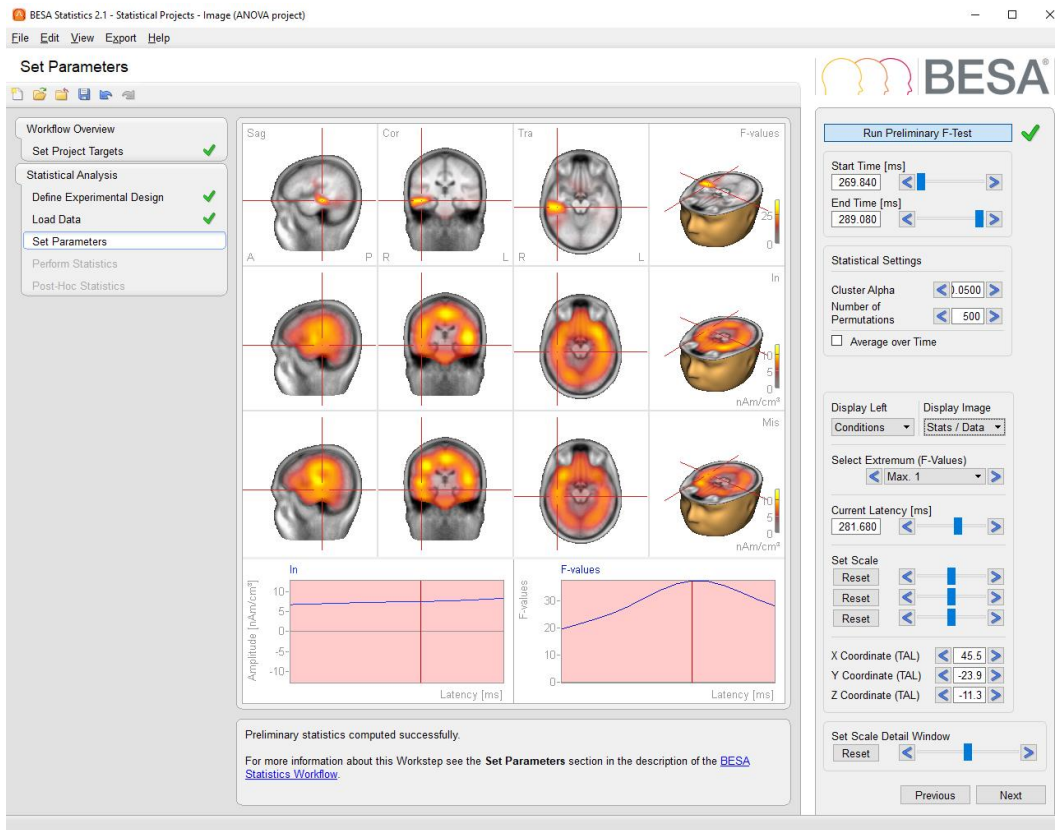 BESA Statistics 2.1 - Statistical Projects - Image (ANOVA project)
File Edit View Export Help
Set Parameters
BESA®
Workflow Overview
Set Project Targets
Statistical Analysis
Define Experimental Design
Load Data
Set Parameters
Perform Statistics
Post-Hoc Statistics
Sag Cor Tra F-values
25
0
A P R L R L
In
10
5
0
nAm/cm³
Mis
10
5
0
nAm/cm³
In
Amplitude [nAm/cm³]
10
5
0
-5
-10
Latency [ms]
F-values
F-values
30
20
10
0
Latency [ms]
Preliminary statistics computed successfully.
For more information about this Workstep see the Set Parameters section in the description of the BESA
Statistics Workflow.
Run Preliminary F-Test
Start Time [ms]
269.840
End Time [ms]
289.080
Statistical Settings
Cluster Alpha .0500
Number of
Permutations 500
Average over Time
Display Left Display Image
Conditions Stats / Data
Select Extremum (F-Values)
Max. 1
Current Latency [ms]
281.680
Set Scale
Reset
Reset
Reset
X Coordinate (TAL) 45.5
Y Coordinate (TAL) -23.9
Z Coordinate (TAL) -11.3
Set Scale Detail Window
Reset
Previous Next